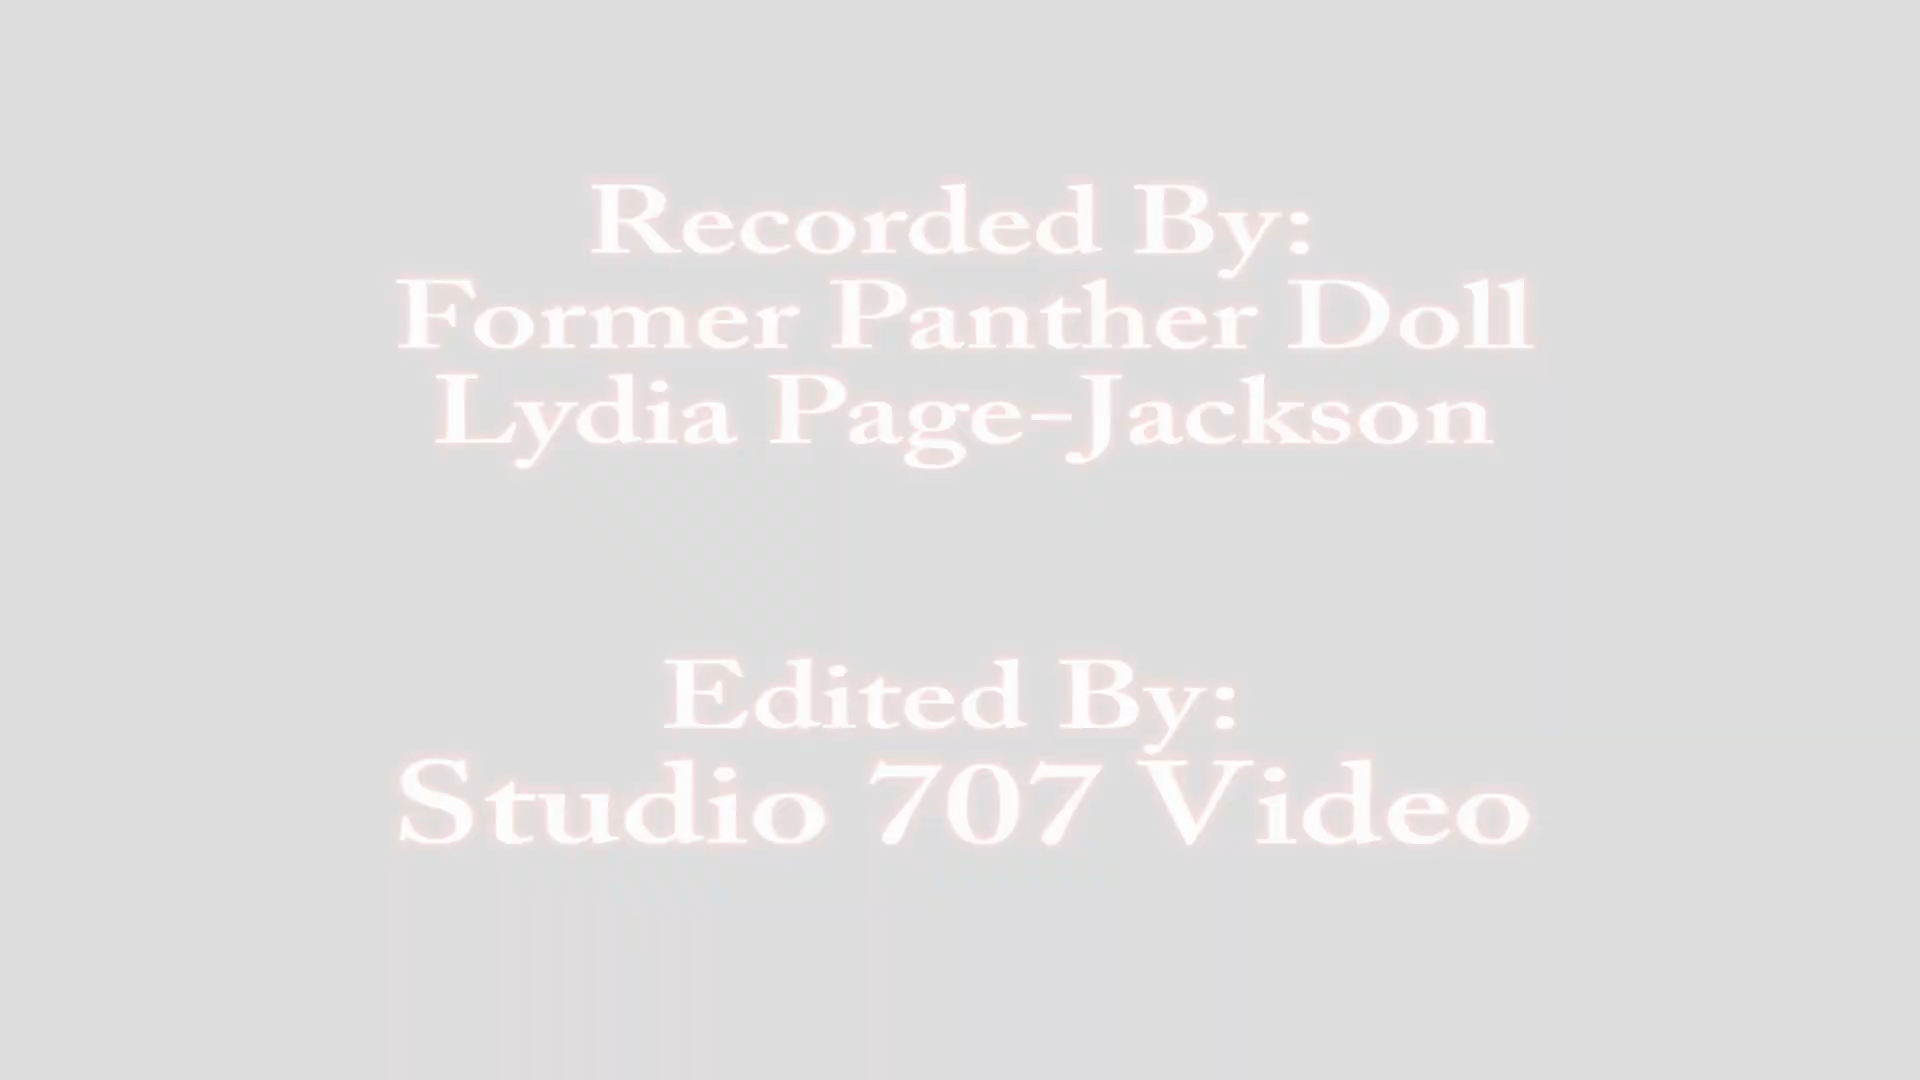 Recorded By:
Former Panther Doll
Lydia Page-Jackson
Edited By:
Studio 707 Video